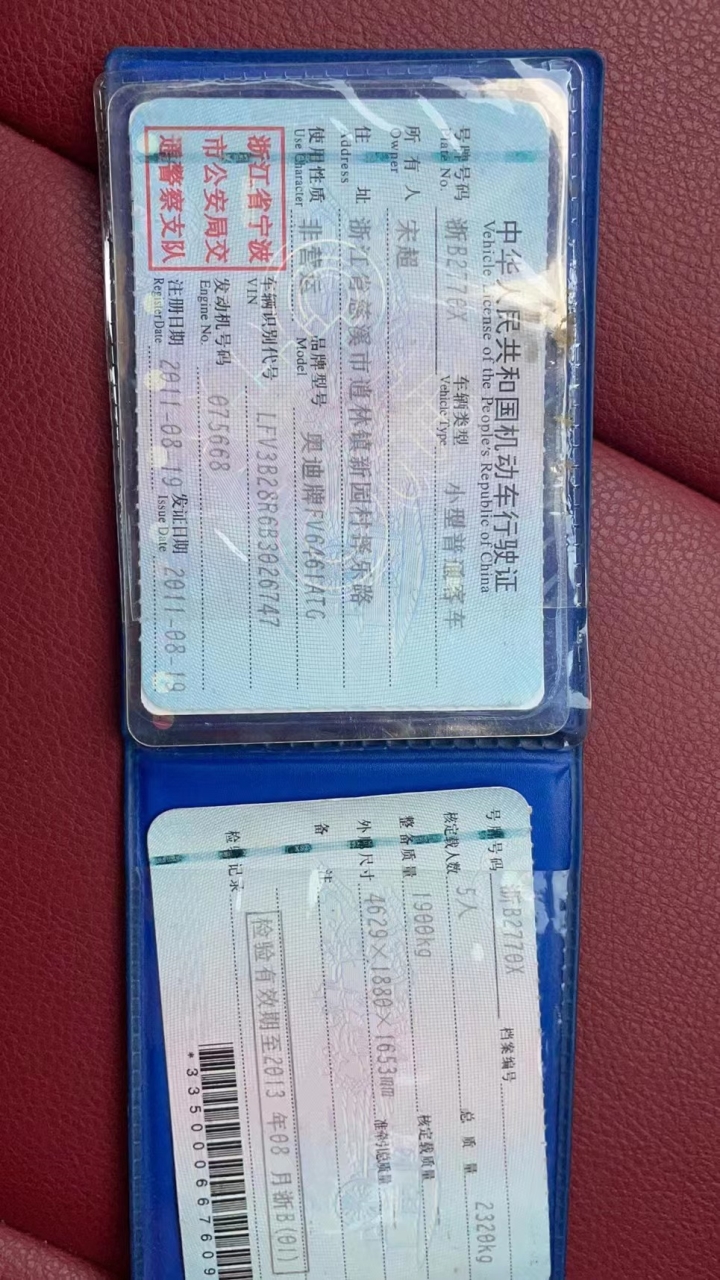 中华人民共和国机动车行驶证
Vehicle License of the People's Republic of China
号牌号码 浙B2770X 车辆类型 小型普通客车
Plate No. Vehicle Type
所有人 宋超
Owner
住址 浙江省慈溪市逍林镇新园村择乐路
Address
使用性质 非营运 品牌型号 奥迪牌FV6461ATG
Use Character Model
浙江省宁波
市公安局交
通警察支队
车辆识别代号 LFV3B28R6B3026747
VIN
发动机号码 075668
Engine No.
注册日期 2011-08-19 发证日期 2011-08-19
Register Date Issue Date
号牌号码 浙B2770X 档案编号
核定载人数 5人 总质量 2320kg
整备质量 1900kg 核定载质量
外廓尺寸 4629×1880×1653mm 准牵引总质量
备注
检验有效期至2013年08月浙B(01)
检验记录
*335000667609